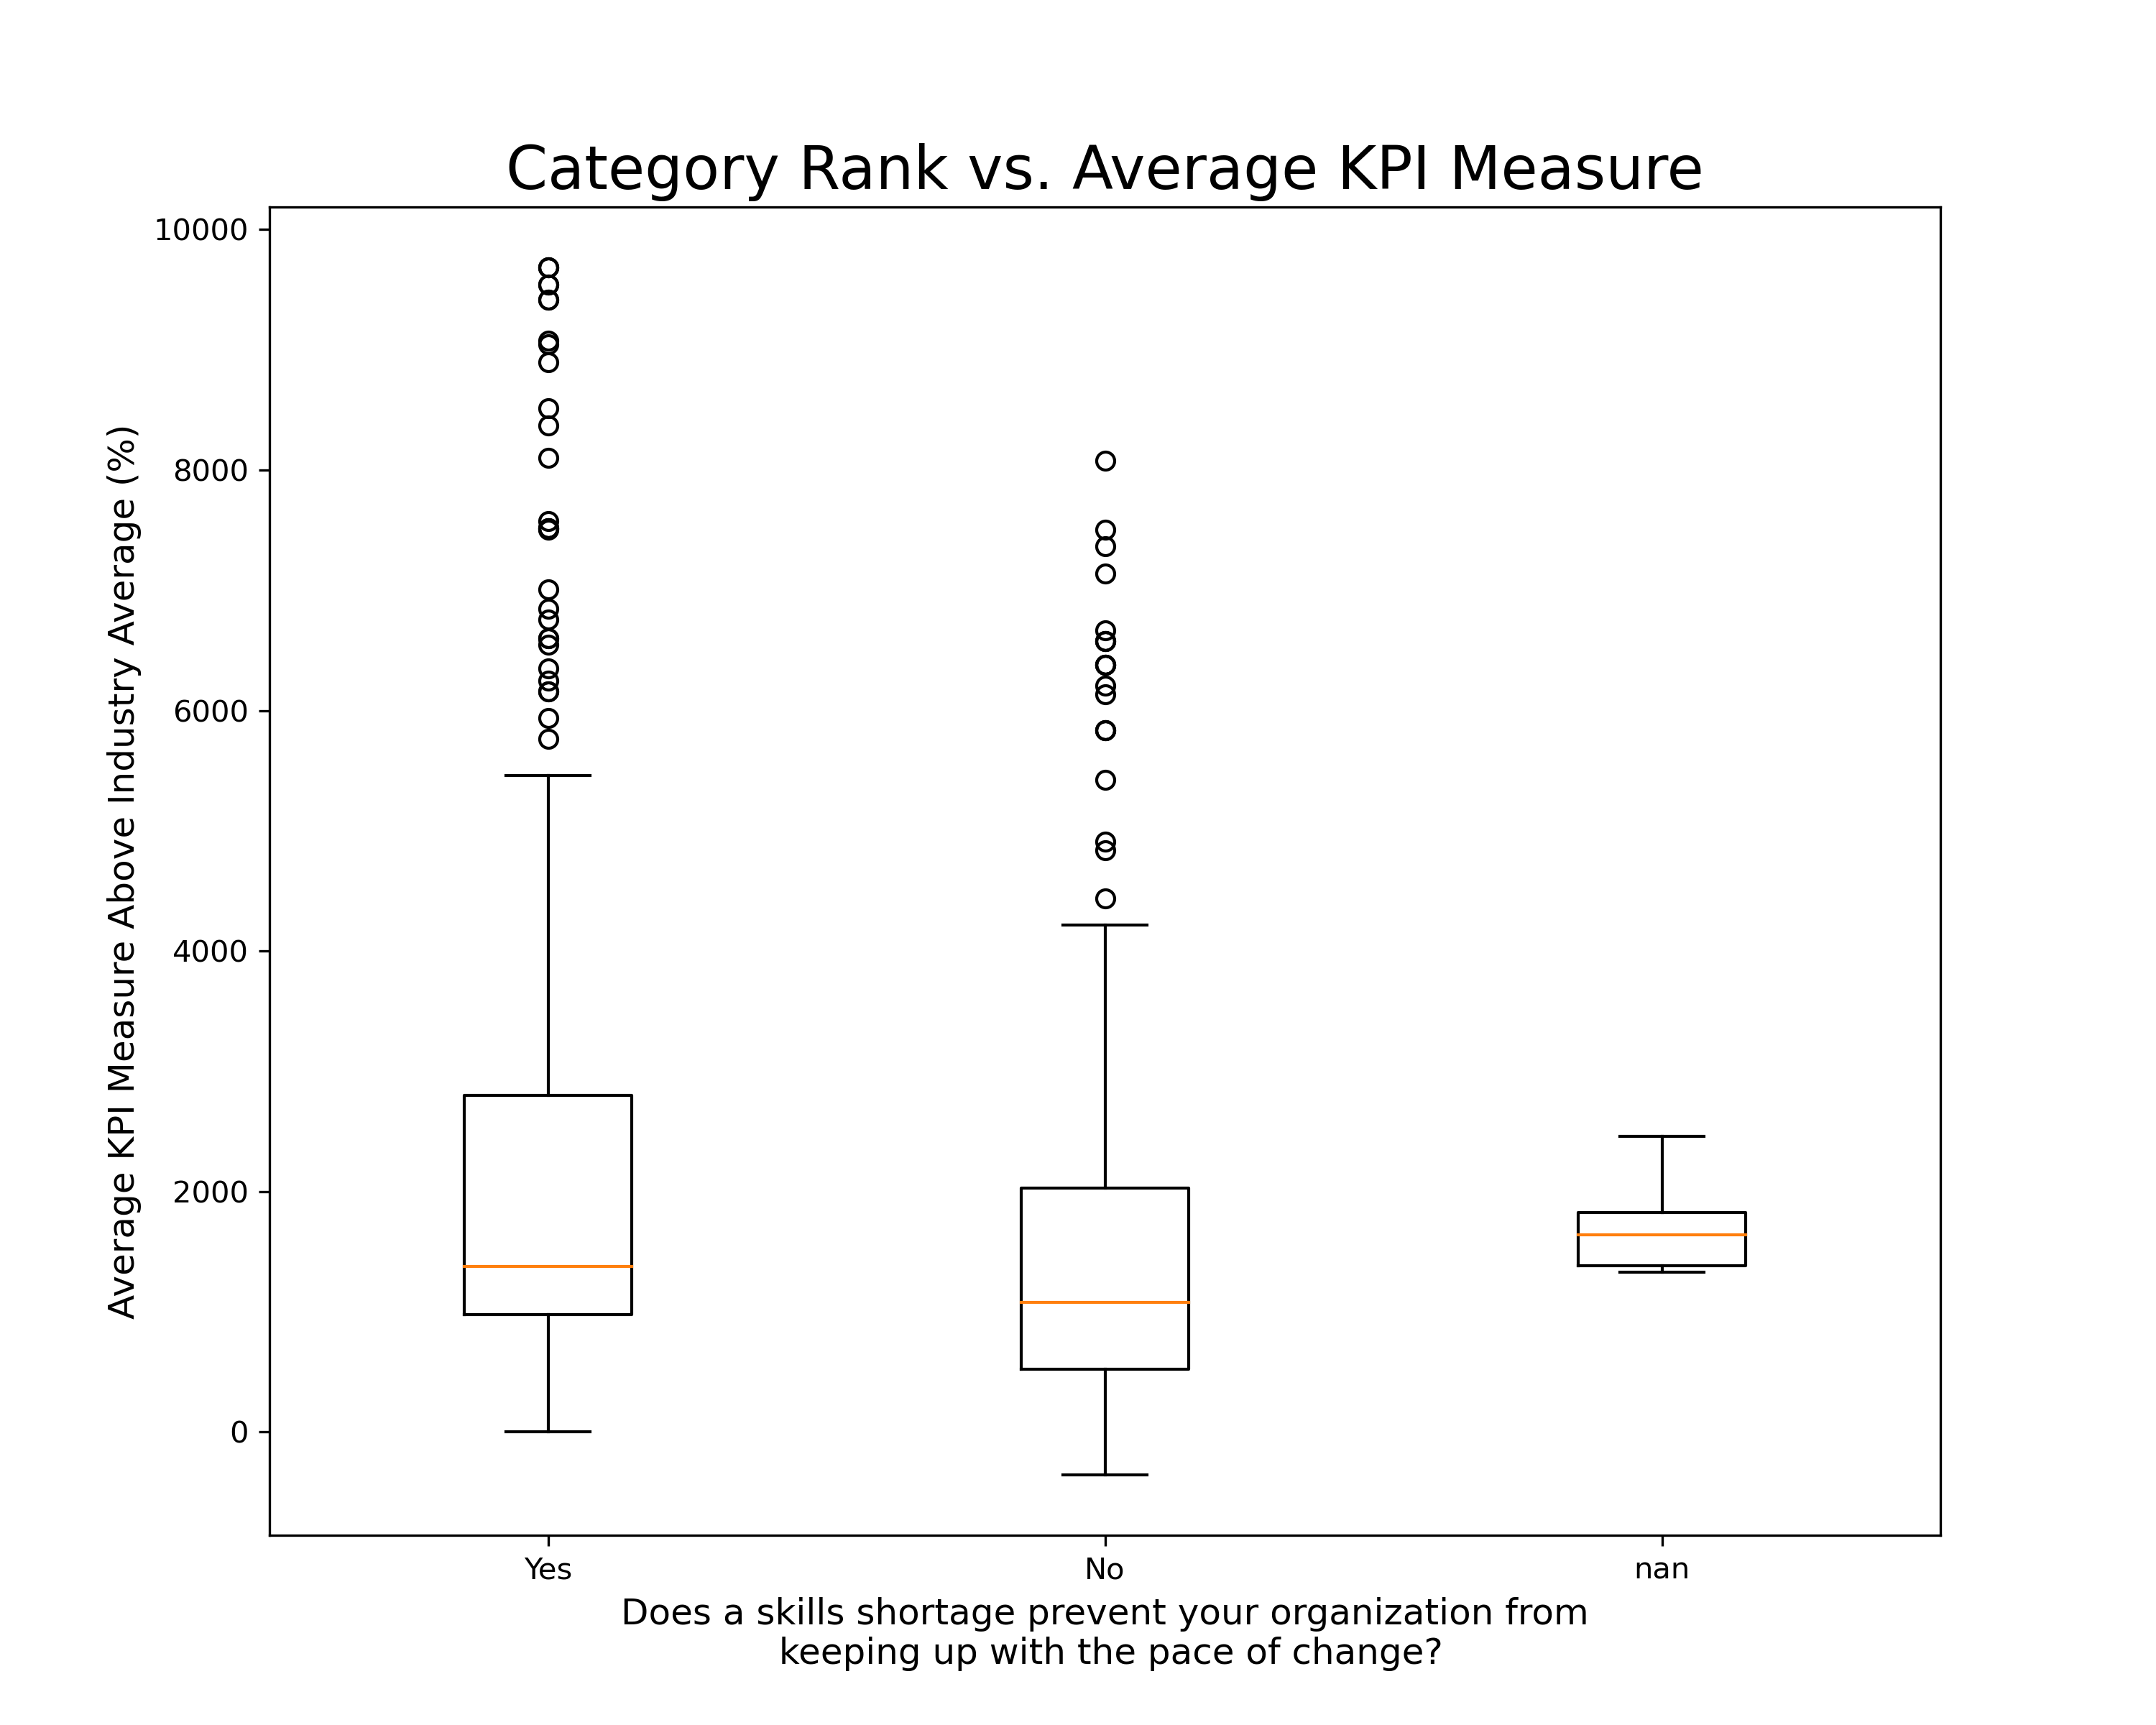 Category Rank vs. Average KPI Measure
Average KPI Measure Above Industry Average (%)
10000
8000
6000
4000
2000
0
Yes
No
nan
Does a skills shortage prevent your organization from
keeping up with the pace of change?